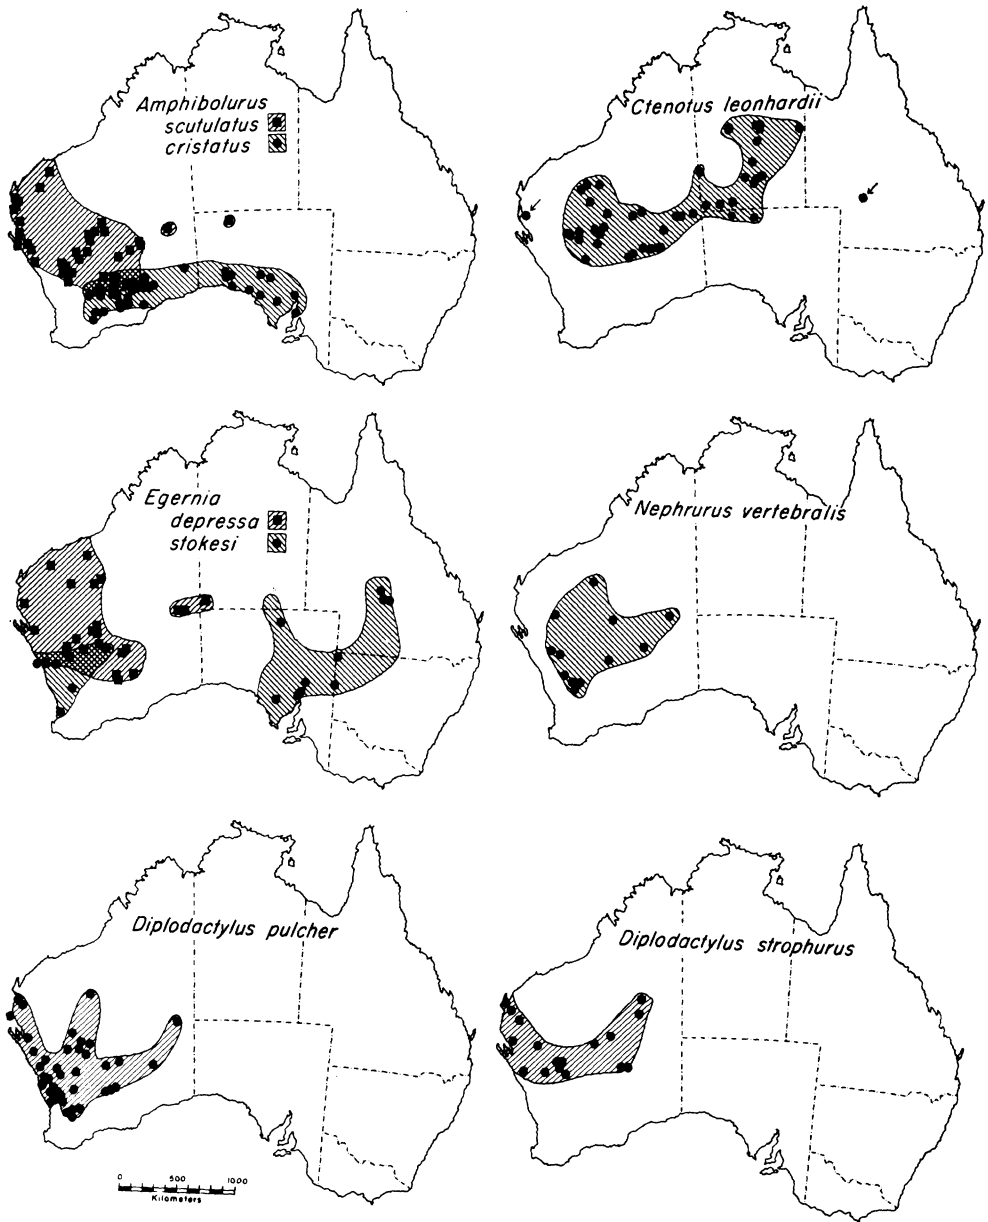 Amphibolurus
scutulatus
cristatus
Ctenotus leonhardii
Egernia
depressa
stokesi
Nephrurus vertebralis
Diplodactylus pulcher
Diplodactylus strophurus
0 500 1000
Kilometers